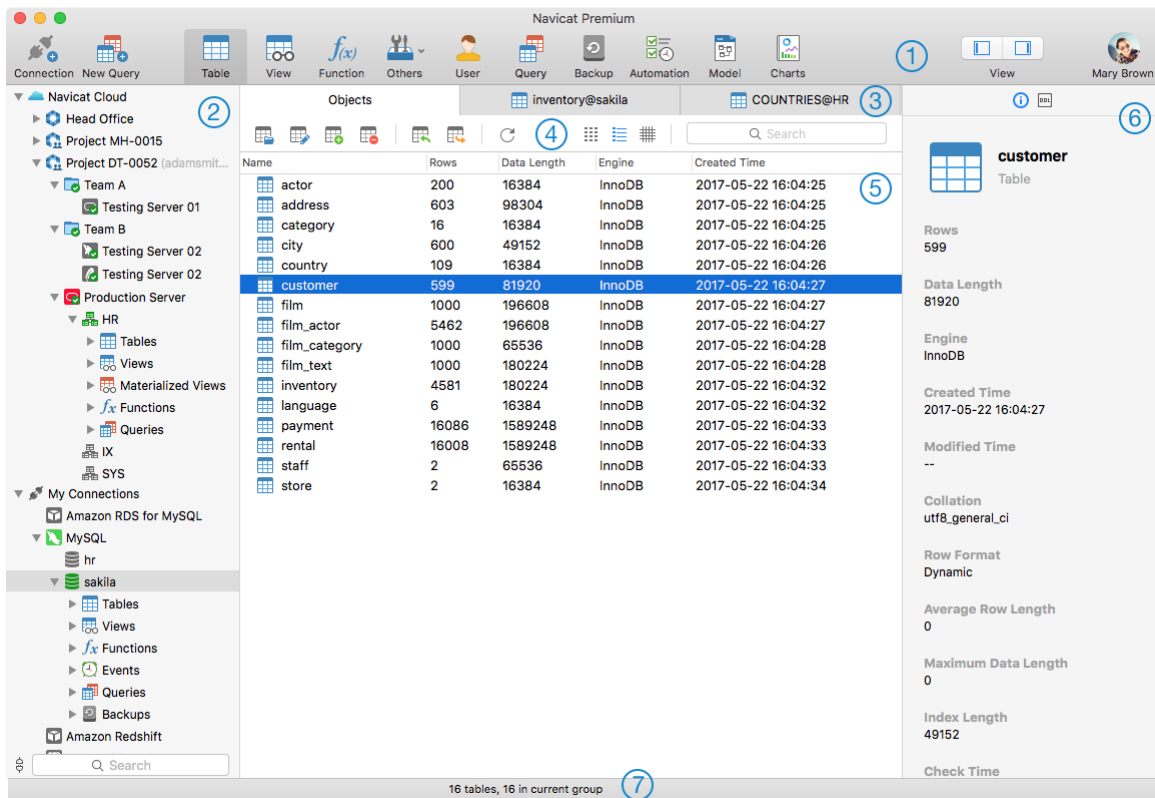 Navicat Premium
Connection New Query Table View Function Others User Query Backup Automation Model Charts 1 View Mary Brown
f(x)
Navicat Cloud
2
Head Office
Project MH-0015
Project DT-0052 (adamsmit...
Team A
Testing Server 01
Team B
Testing Server 02
Testing Server 02
Production Server
HR
Tables
Views
Materialized Views
fx Functions
Queries
IX
SYS
My Connections
Amazon RDS for MySQL
MySQL
hr
sakila
Tables
Views
fx Functions
Events
Queries
Backups
Amazon Redshift
Search
Objects inventory@sakila COUNTRIES@HR 3
4 Search
Name Rows Data Length Engine Created Time
5
actor 200 16384 InnoDB 2017-05-22 16:04:25
address 603 98304 InnoDB 2017-05-22 16:04:25
category 16 16384 InnoDB 2017-05-22 16:04:25
city 600 49152 InnoDB 2017-05-22 16:04:26
country 109 16384 InnoDB 2017-05-22 16:04:26
customer 599 81920 InnoDB 2017-05-22 16:04:27
film 1000 196608 InnoDB 2017-05-22 16:04:27
film_actor 5462 196608 InnoDB 2017-05-22 16:04:27
film_category 1000 65536 InnoDB 2017-05-22 16:04:28
film_text 1000 180224 InnoDB 2017-05-22 16:04:28
inventory 4581 180224 InnoDB 2017-05-22 16:04:32
language 6 16384 InnoDB 2017-05-22 16:04:32
payment 16086 1589248 InnoDB 2017-05-22 16:04:33
rental 16008 1589248 InnoDB 2017-05-22 16:04:33
staff 2 65536 InnoDB 2017-05-22 16:04:33
store 2 16384 InnoDB 2017-05-22 16:04:34
DDL
6
customer
Table
Rows
599
Data Length
81920
Engine
InnoDB
Created Time
2017-05-22 16:04:27
Modified Time
--
Collation
utf8_general_ci
Row Format
Dynamic
Average Row Length
0
Maximum Data Length
0
Index Length
49152
Check Time
16 tables, 16 in current group 7